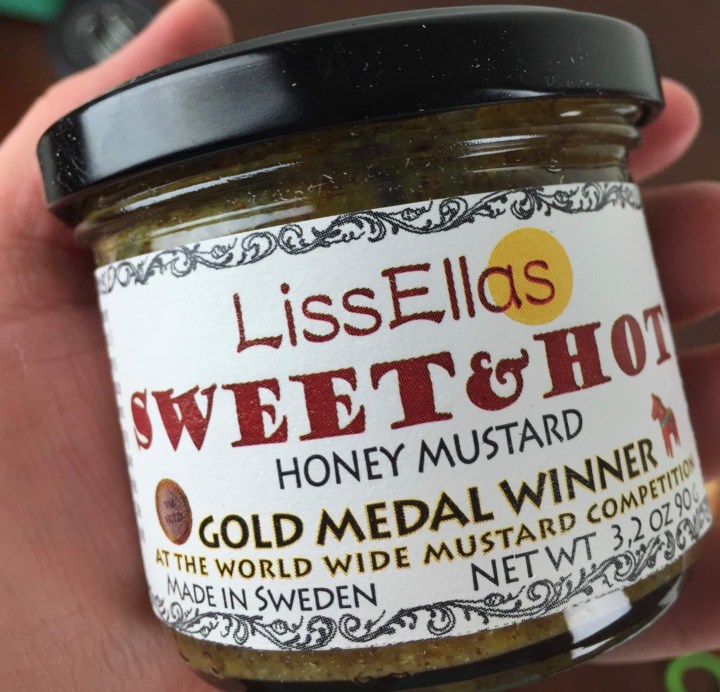 LissEllas
SWEET & HOT
HONEY MUSTARD
GOLD MEDAL WINNER
AT THE WORLD WIDE MUSTARD COMPETITION
MADE IN SWEDEN
NET WT 3,2 OZ 90 G